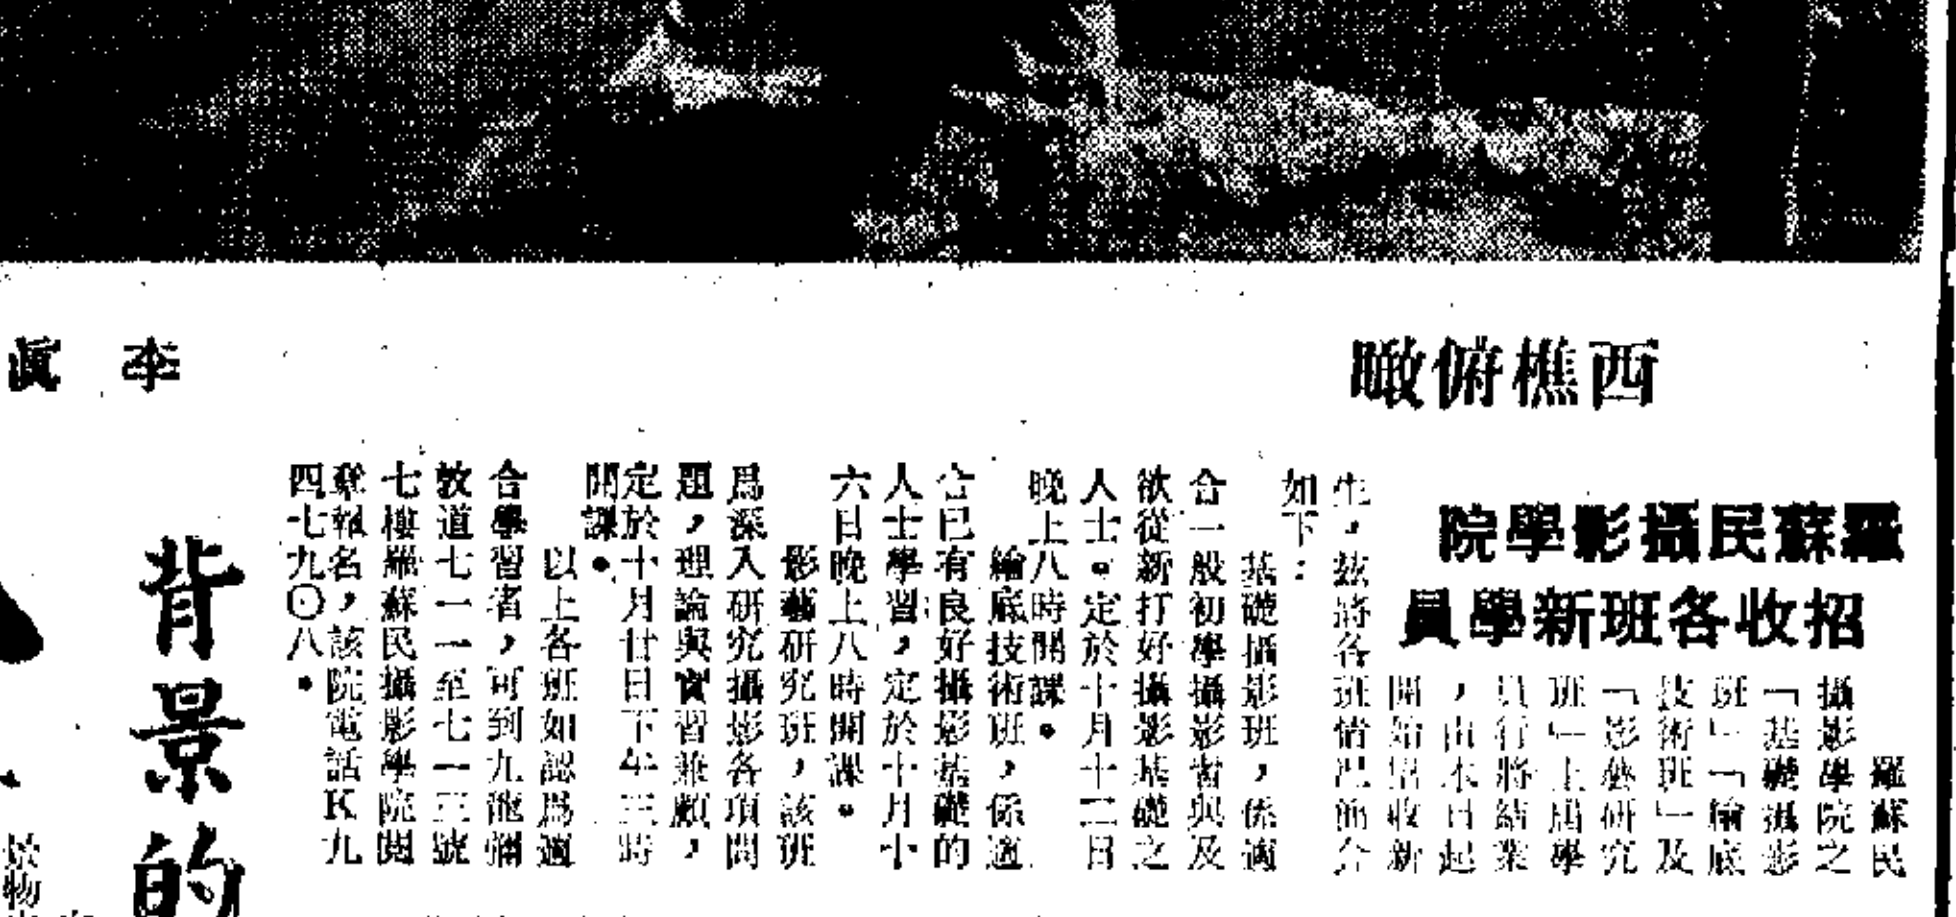 西樵俯瞰
李眞
羅蘇民攝影學院
招收各班新學員
羅蘇民
攝影學院之
「基礎攝影
班」「繪底
技術班」及
「影藝研究
班」上屆學
員行將結業
，由本日起
開始招收新
生，茲將各班情況簡介
如下：
基礎攝影班，係適
合一般初學攝影者與及
欲從新打好攝影基礎之
人士。定於十月十二日
晚上八時開課。
繪底技術班，係適
合已有良好攝影基礎的
人士學習，定於十月十
六日晚上八時開課。
影藝研究班，該班
爲深入研究攝影各項問
題，理論與實習兼顧，
定於十月廿日下午三時
開課。
以上各班如認爲適
合學習者，可到九龍彌
敦道七一一至七一三號
七樓羅蘇民攝影學院
報名，該院電話K九
四七九〇八。
背景的
物